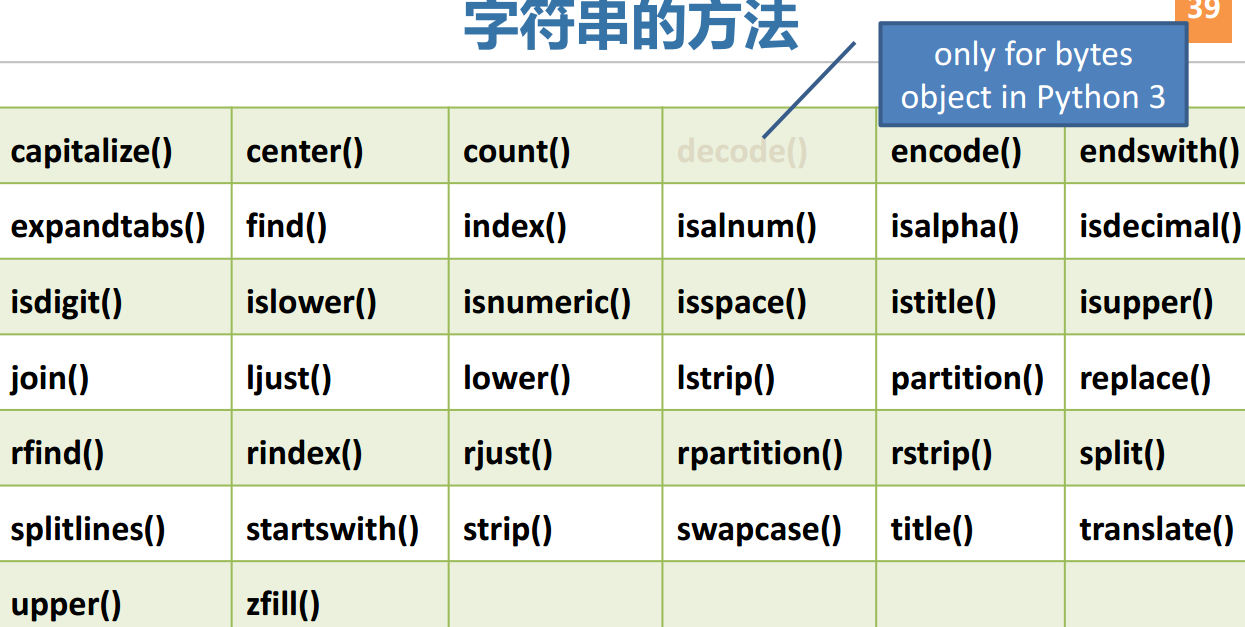 字符串的方法
39
only for bytes
object in Python 3
capitalize() center() count() decode() encode() endswith()
expandtabs() find() index() isalnum() isalpha() isdecimal()
isdigit() islower() isnumeric() isspace() istitle() isupper()
join() ljust() lower() lstrip() partition() replace()
rfind() rindex() rjust() rpartition() rstrip() split()
splitlines() startswith() strip() swapcase() title() translate()
upper() zfill()